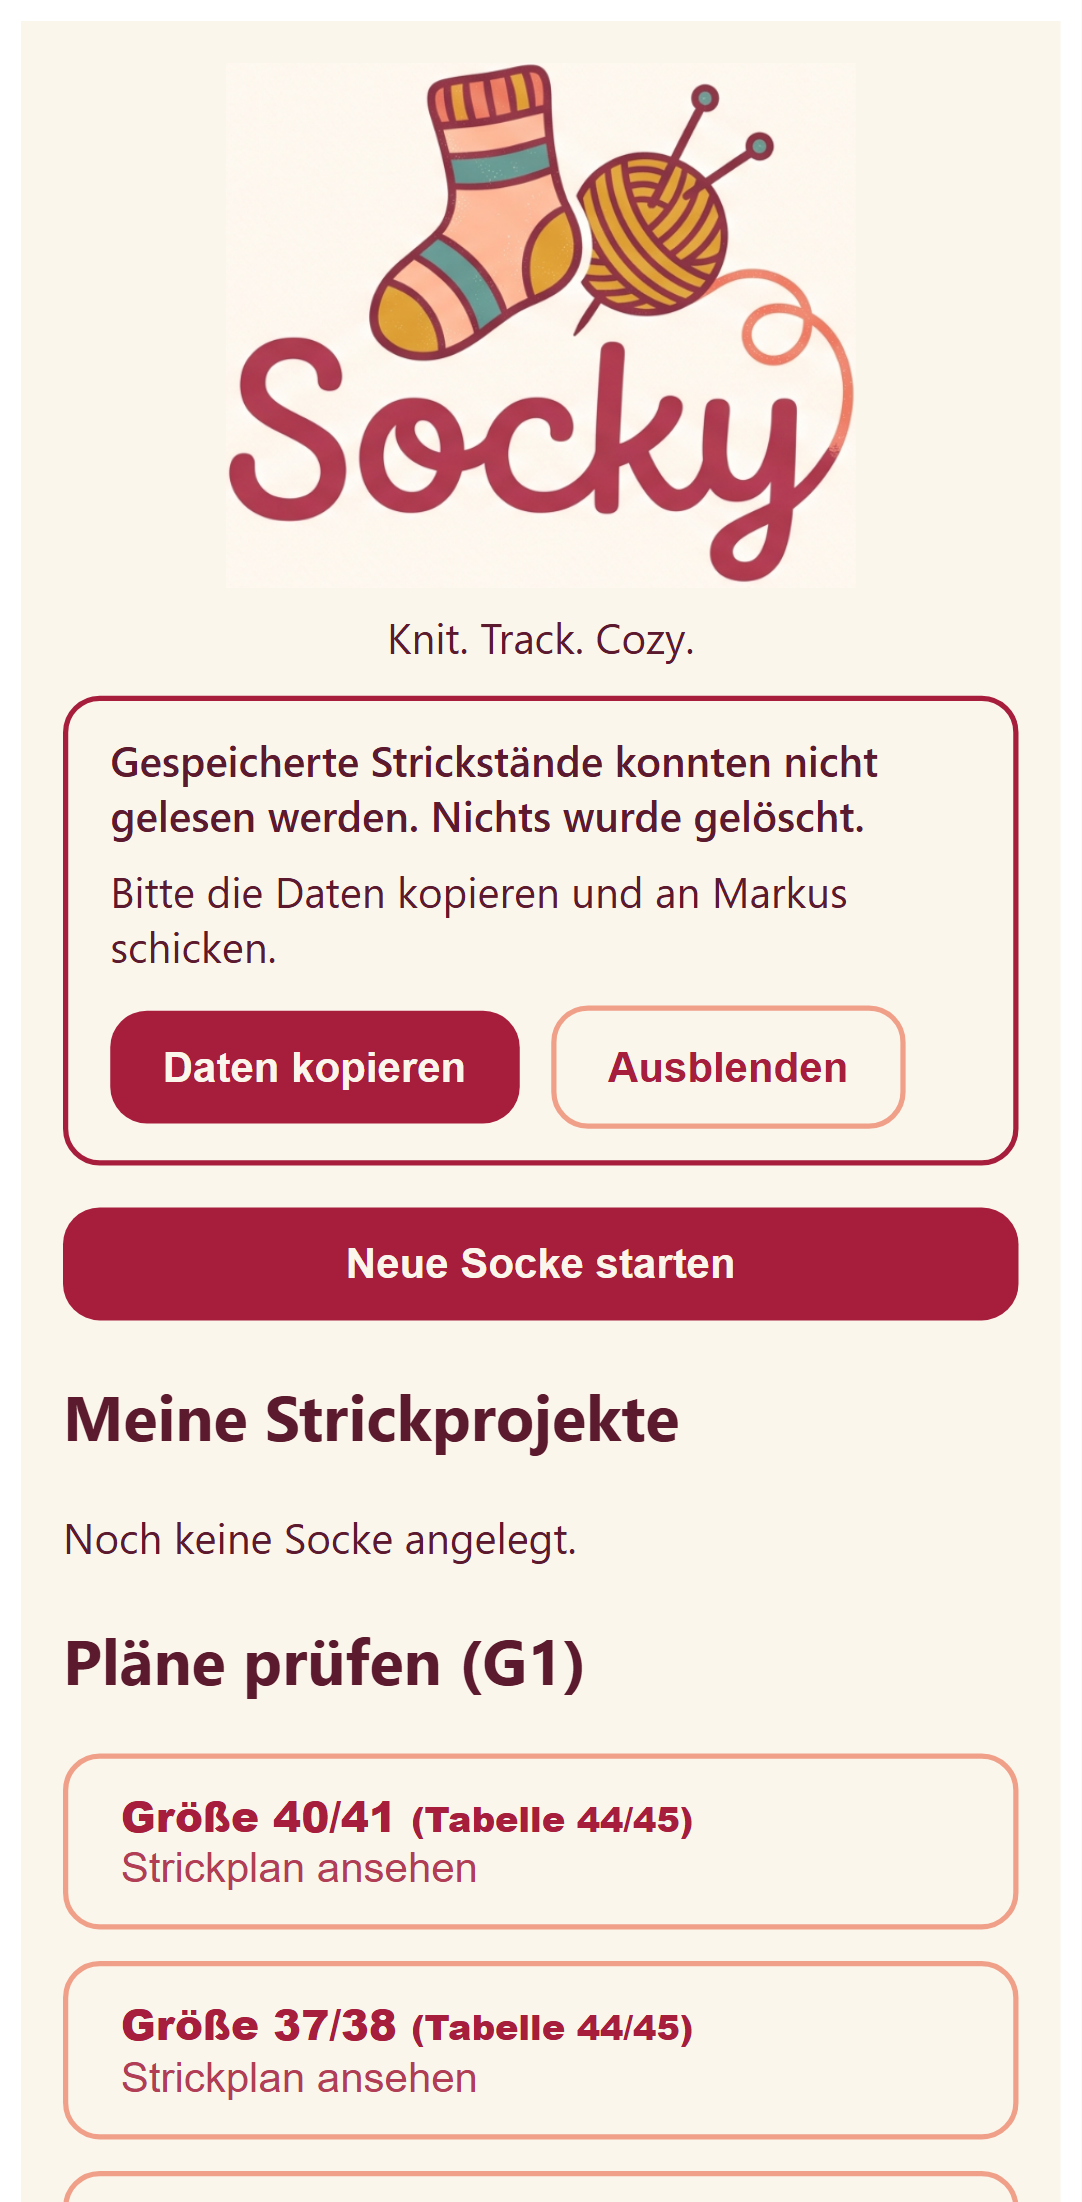 Socky
Knit. Track. Cozy.
Gespeicherte Strickstände konnten nicht
gelesen werden. Nichts wurde gelöscht.
Bitte die Daten kopieren und an Markus
schicken.
Daten kopieren
Ausblenden
Neue Socke starten
Meine Strickprojekte
Noch keine Socke angelegt.
Pläne prüfen (G1)
Größe 40/41 (Tabelle 44/45)
Strickplan ansehen
Größe 37/38 (Tabelle 44/45)
Strickplan ansehen